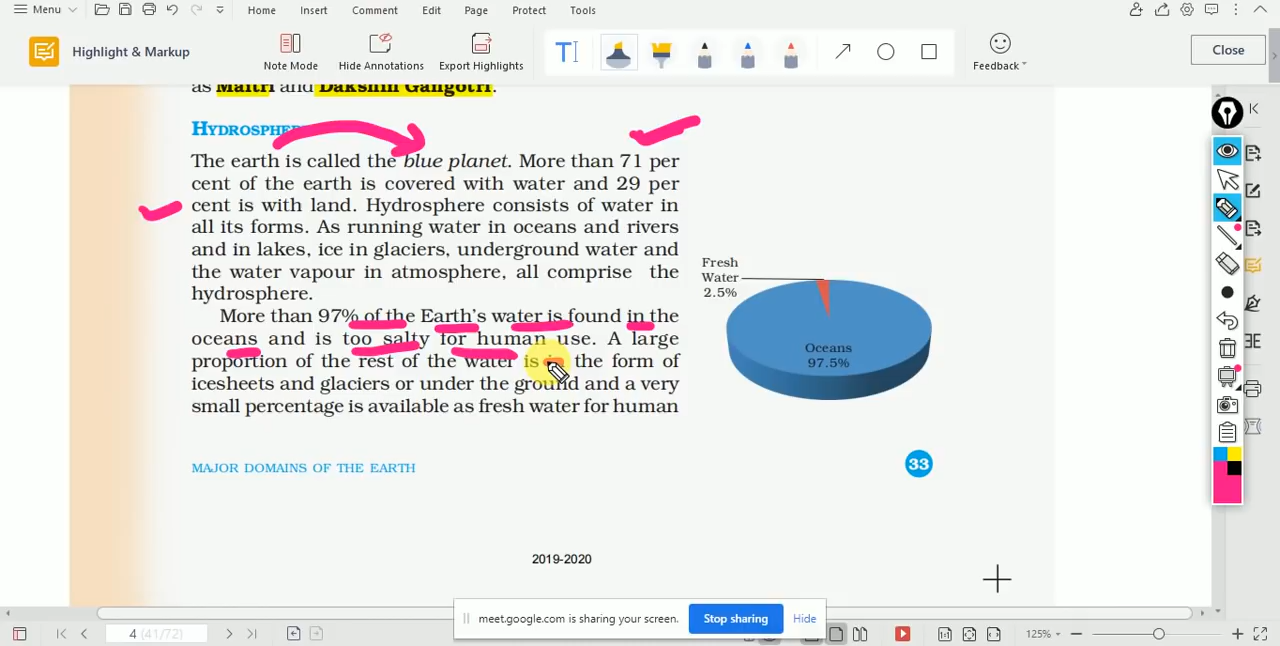 Menu
Home Insert Comment Edit Page Protect Tools
Highlight & Markup
Note Mode Hide Annotations Export Highlights Feedback Close
as Maitri and Dakshin Gangotri.
HYDROSPHERE
The earth is called the blue planet. More than 71 per
cent of the earth is covered with water and 29 per
cent is with land. Hydrosphere consists of water in
all its forms. As running water in oceans and rivers
and in lakes, ice in glaciers, underground water and
the water vapour in atmosphere, all comprise the
hydrosphere.
More than 97% of the Earth's water is found in the
oceans and is too salty for human use. A large
proportion of the rest of the water is in the form of
icesheets and glaciers or under the ground and a very
small percentage is available as fresh water for human
Fresh
Water
2.5%
Oceans
97.5%
MAJOR DOMAINS OF THE EARTH
33
2019-2020
meet.google.com is sharing your screen. Stop sharing Hide
4 (41/72)
125%